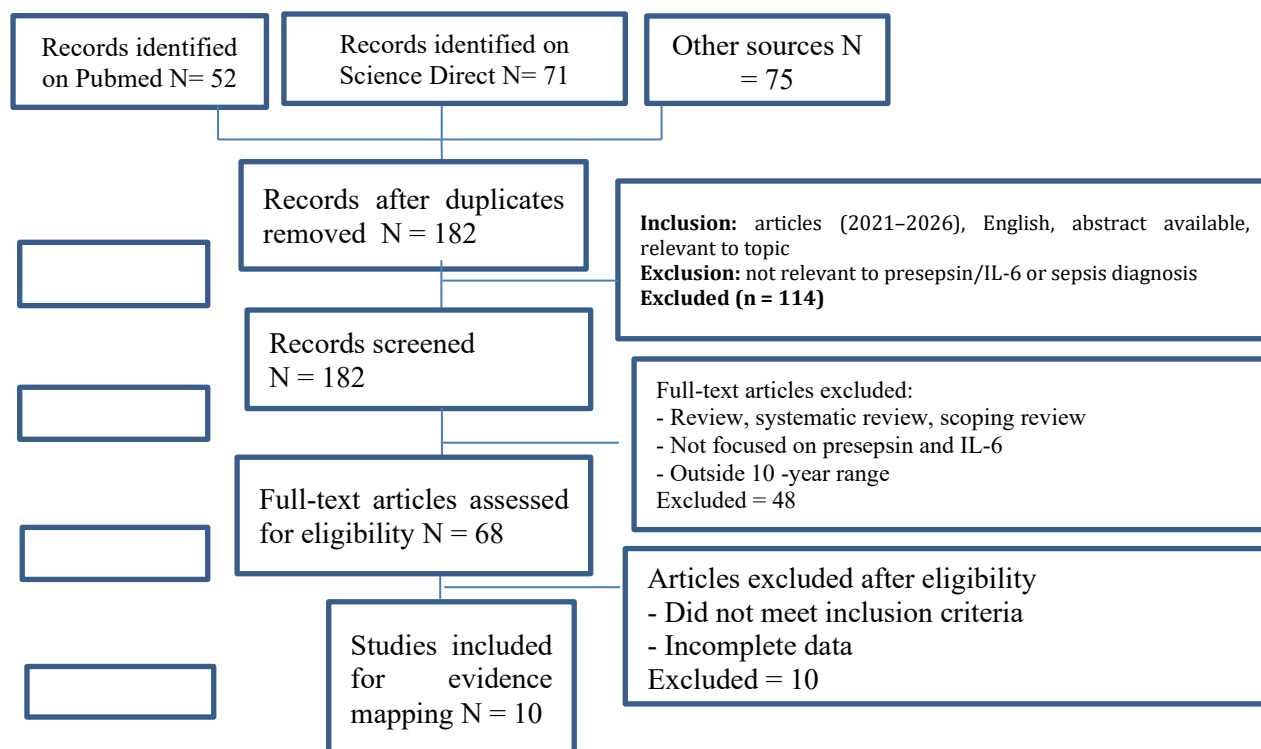 Records identified
on Pubmed N= 52
Records identified on
Science Direct N= 71
Other sources N
= 75
Records after duplicates
removed N = 182
Inclusion: articles (2021–2026), English, abstract available,
relevant to topic
Exclusion: not relevant to presepsin/IL-6 or sepsis diagnosis
Excluded (n = 114)
Records screened
N = 182
Full-text articles excluded:
- Review, systematic review, scoping review
- Not focused on presepsin and IL-6
- Outside 10 -year range
Excluded = 48
Full-text articles assessed
for eligibility N = 68
Articles excluded after eligibility
- Did not meet inclusion criteria
- Incomplete data
Excluded = 10
Studies included
for evidence
mapping N = 10